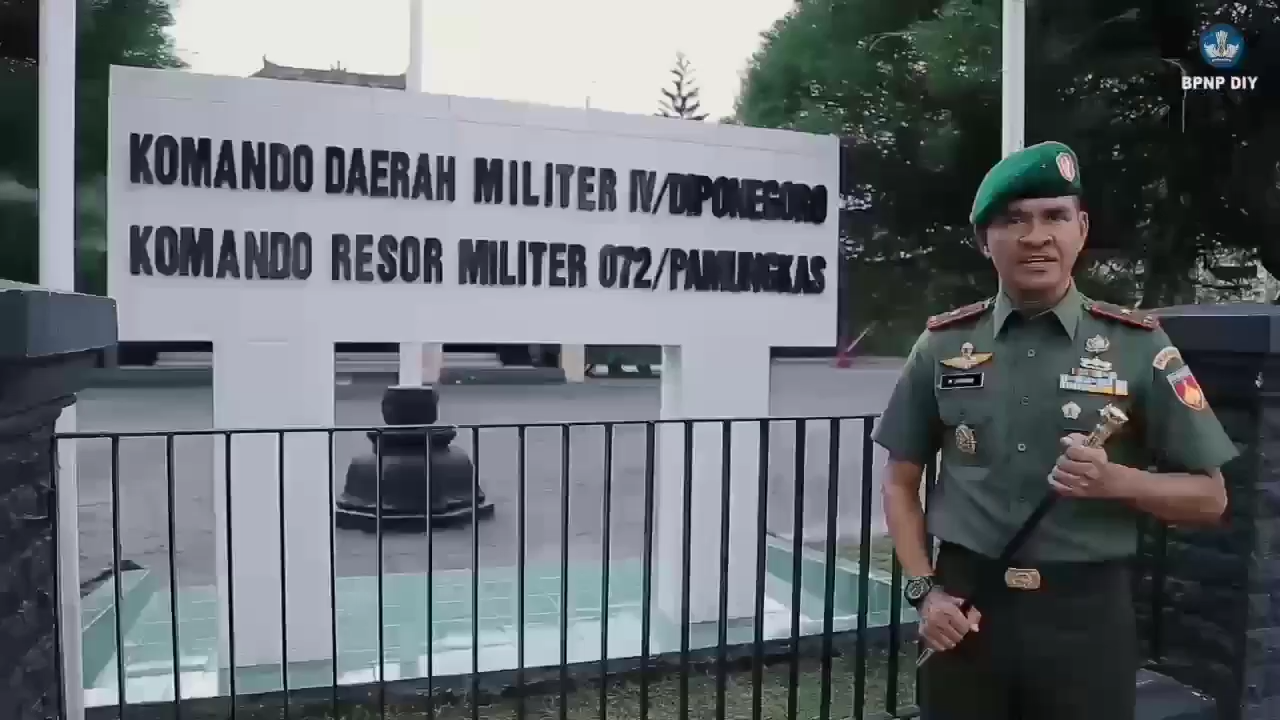 BPNP DIY
KOMANDO DAERAH MILITER IV/DIPONEGORO
KOMANDO RESOR MILITER 072/PAMUNGKAS